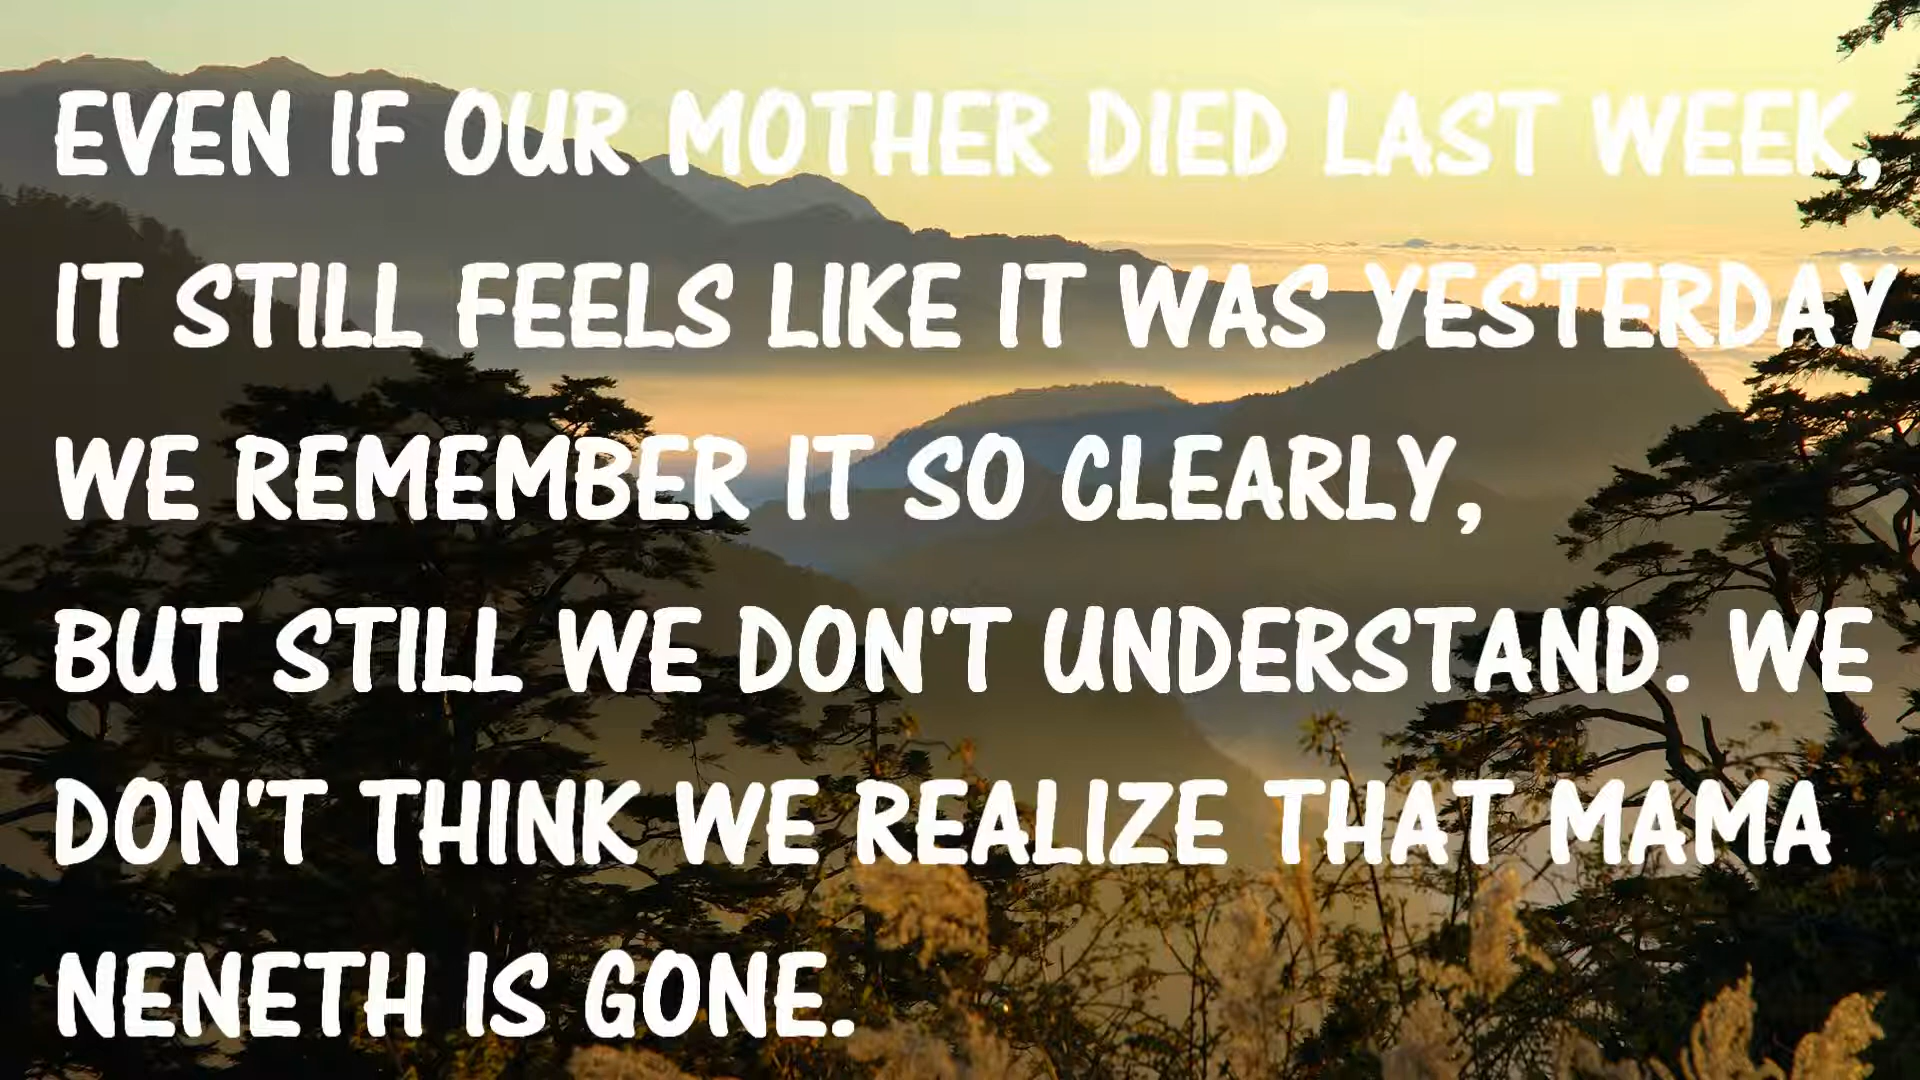 EVEN IF OUR MOTHER DIED LAST WEEK,
IT STILL FEELS LIKE IT WAS YESTERDAY.
WE REMEMBER IT SO CLEARLY,
BUT STILL WE DON'T UNDERSTAND. WE
DON'T THINK WE REALIZE THAT MAMA
NENETH IS GONE.